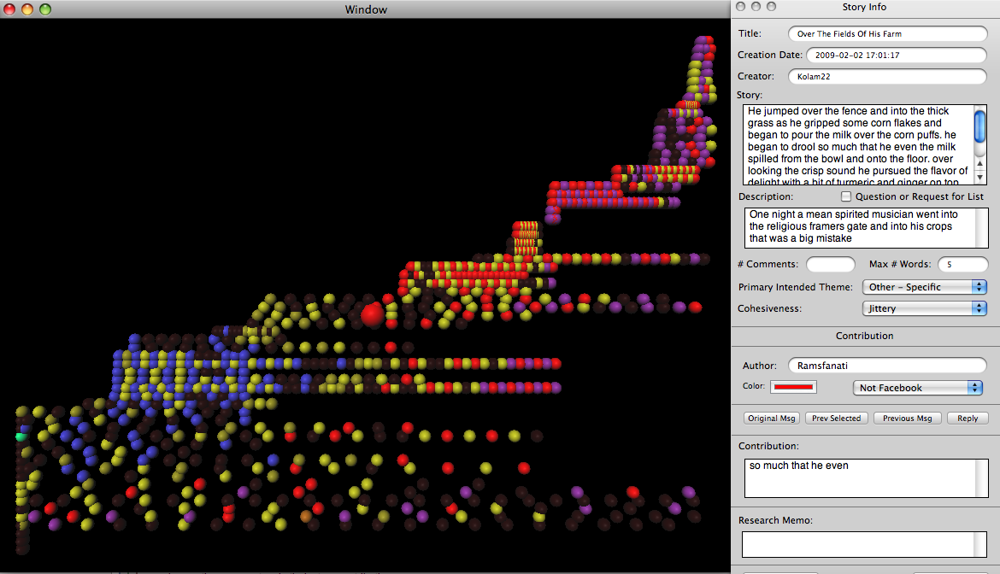 Window
Story Info
Title: Over The Fields Of His Farm
Creation Date: 2009-02-02 17:01:17
Creator: Kolam22
Story:
He jumped over the fence and into the thick
grass as he gripped some corn flakes and
began to pour the milk over the corn puffs. he
began to drool so much that he even the milk
spilled from the bowl and onto the floor. over
looking the crisp sound he pursued the flavor of
delight with a bit of turmeric and ginger on top
Description: Question or Request for List
One night a mean spirited musician went into
the religious framers gate and into his crops
that was a big mistake
# Comments: Max # Words: 5
Primary Intended Theme: Other - Specific
Cohesiveness: Jittery
Contribution
Author: Ramsfanati
Color: Not Facebook
Original Msg Prev Selected Previous Msg Reply
Contribution:
so much that he even
Research Memo: